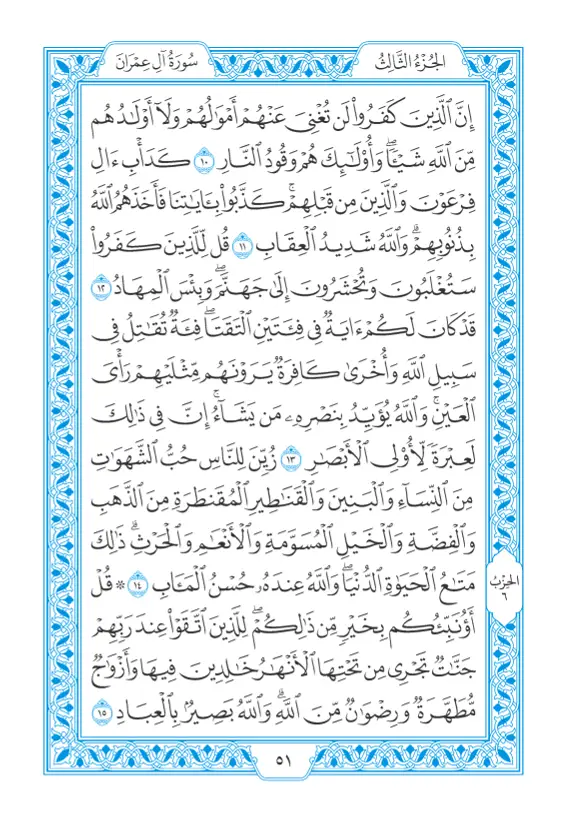 الجُزْءُ الثَّالِثُ
سُورَةُ آلِ عِمْرَانَ
إِنَّ ٱلَّذِينَ كَفَرُواْ لَن تُغْنِىَ عَنْهُمْ أَمْوَٰلُهُمْ وَلَآ أَوْلَٰدُهُم
مِّنَ ٱللَّهِ شَيْـًٔا ۖ وَأُوْلَٰٓئِكَ هُمْ وَقُودُ ٱلنَّارِ ١٠ كَدَأْبِ ءَالِ
فِرْعَوْنَ وَٱلَّذِينَ مِن قَبْلِهِمْ ۚ كَذَّبُواْ بِـَٔايَٰتِنَا فَأَخَذَهُمُ ٱللَّهُ
بِذُنُوبِهِمْ ۗ وَٱللَّهُ شَدِيدُ ٱلْعِقَابِ ١١ قُل لِّلَّذِينَ كَفَرُواْ
سَتُغْلَبُونَ وَتُحْشَرُونَ إِلَىٰ جَهَنَّمَ ۚ وَبِئْسَ ٱلْمِهَادُ ١٢
قَدْ كَانَ لَكُمْ ءَايَةٌ فِى فِئَتَيْنِ ٱلْتَقَتَا ۖ فِئَةٌ تُقَٰتِلُ فِى
سَبِيلِ ٱللَّهِ وَأُخْرَىٰ كَافِرَةٌ يَرَوْنَهُم مِّثْلَيْهِمْ رَأْىَ
ٱلْعَيْنِ ۚ وَٱللَّهُ يُؤَيِّدُ بِنَصْرِهِۦ مَن يَشَآءُ ۗ إِنَّ فِى ذَٰلِكَ
لَعِبْرَةً لِّأُوْلِى ٱلْأَبْصَٰرِ ١٣ زُيِّنَ لِلنَّاسِ حُبُّ ٱلشَّهَوَٰتِ
مِنَ ٱلنِّسَآءِ وَٱلْبَنِينَ وَٱلْقَنَٰطِيرِ ٱلْمُقَنطَرَةِ مِنَ ٱلذَّهَبِ
وَٱلْفِضَّةِ وَٱلْخَيْلِ ٱلْمُسَوَّمَةِ وَٱلْأَنْعَٰمِ وَٱلْحَرْثِ ۗ ذَٰلِكَ
مَتَٰعُ ٱلْحَيَوٰةِ ٱلدُّنْيَا ۖ وَٱللَّهُ عِندَهُۥ حُسْنُ ٱلْمَـَٔابِ ١٤ ۞ قُلْ
أَؤُنَبِّئُكُم بِخَيْرٍ مِّن ذَٰلِكُمْ ۚ لِلَّذِينَ ٱتَّقَوْاْ عِندَ رَبِّهِمْ
جَنَّٰتٌ تَجْرِى مِن تَحْتِهَا ٱلْأَنْهَٰرُ خَٰلِدِينَ فِيهَا وَأَزْوَٰجٌ
مُّطَهَّرَةٌ وَرِضْوَٰنٌ مِّنَ ٱللَّهِ ۗ وَٱللَّهُ بَصِيرٌۢ بِٱلْعِبَادِ ١٥
الحِزْبُ
٦
٥١